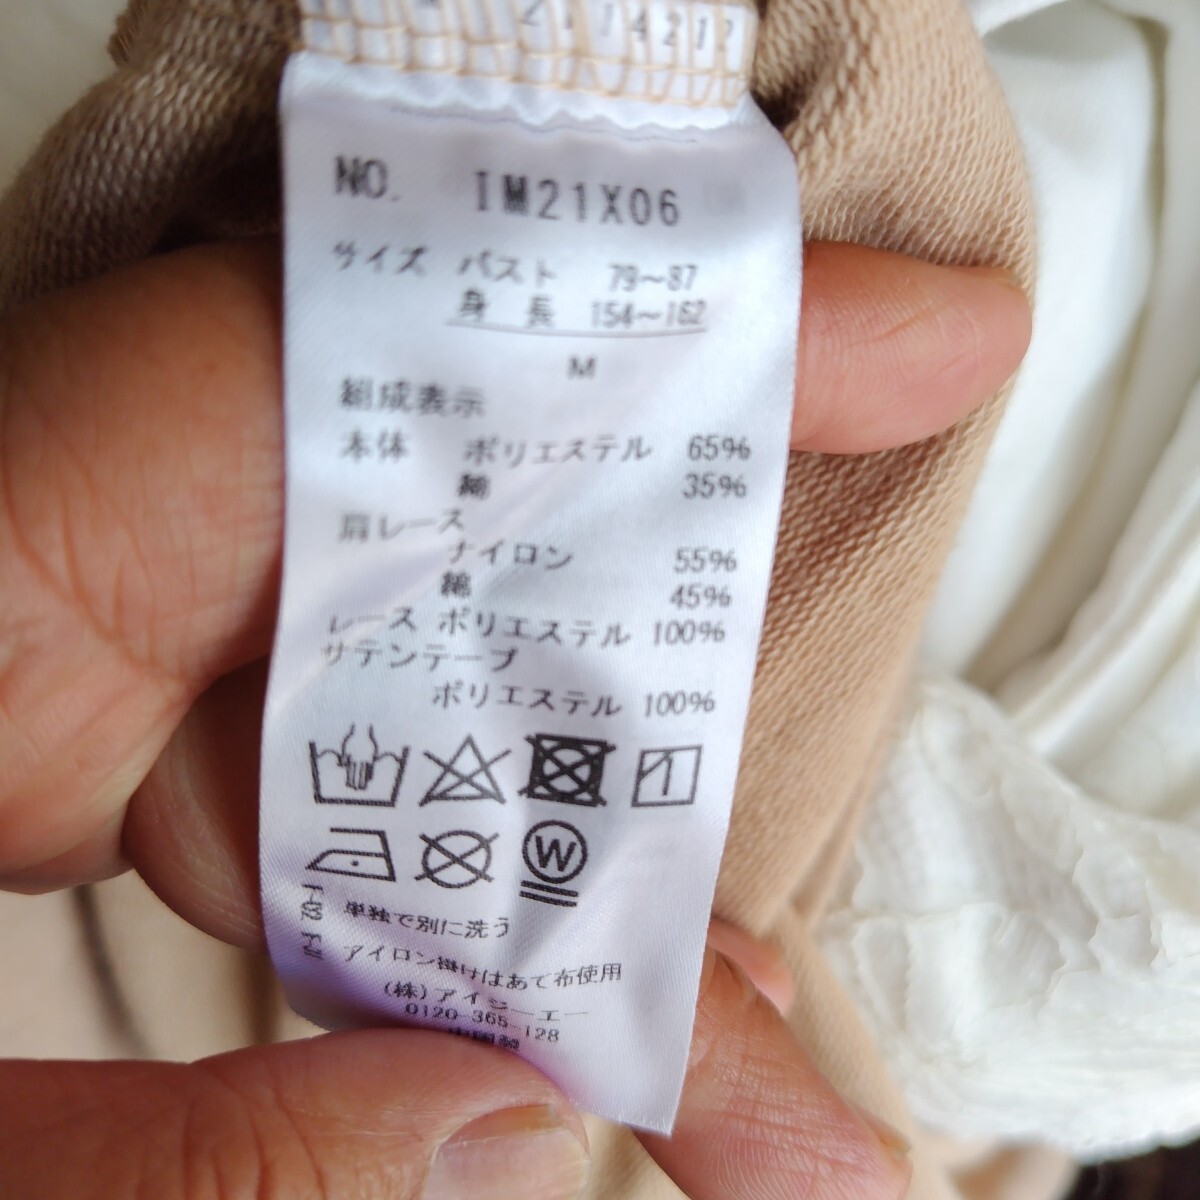 NO. IM21X06
サイズ バスト 79～87
身 長 154～162
M
組成表示
本体 ポリエステル 65%
綿 35%
肩レース
ナイロン 55%
綿 45%
レース ポリエステル 100%
サテンテープ
ポリエステル 100%
W
単独で別に洗う
アイロン掛けはあて布使用
(株)アイジーエー
0120-365-128
中国製